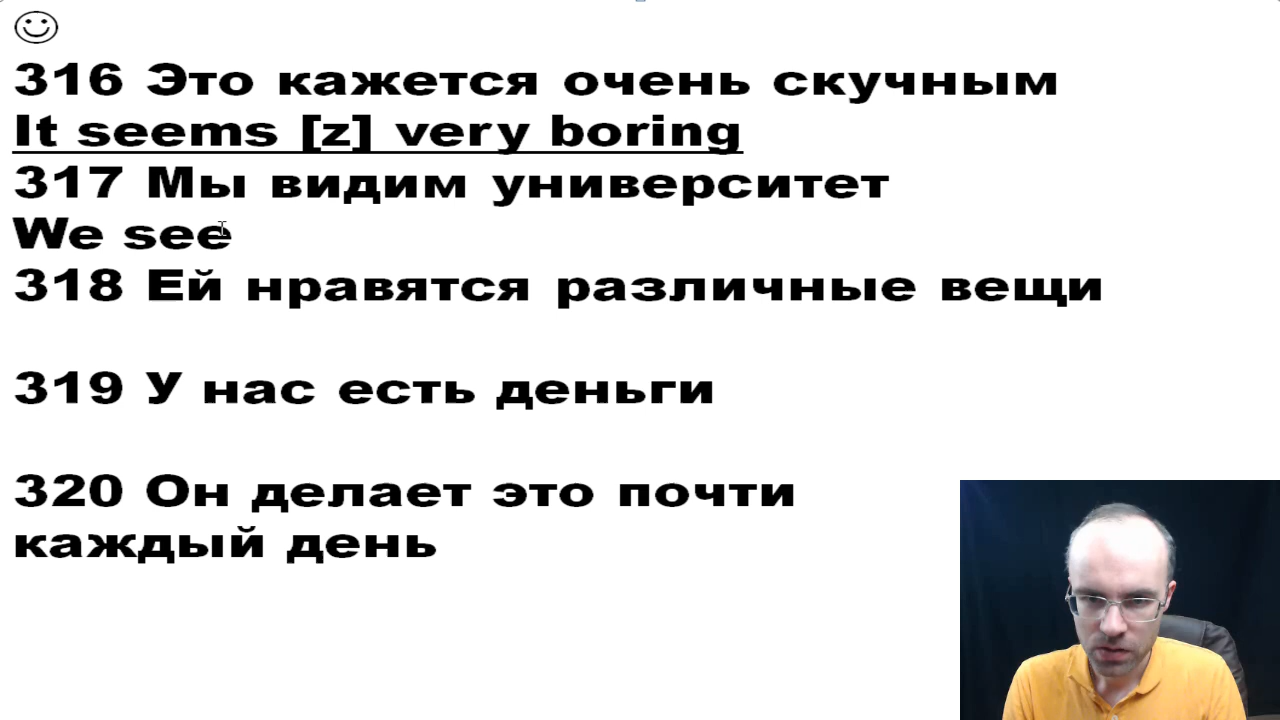 316 Это кажется очень скучным
It seems [z] very boring
317 Мы видим университет
We see
318 Ей нравятся различные вещи
319 У нас есть деньги
320 Он делает это почти
каждый день